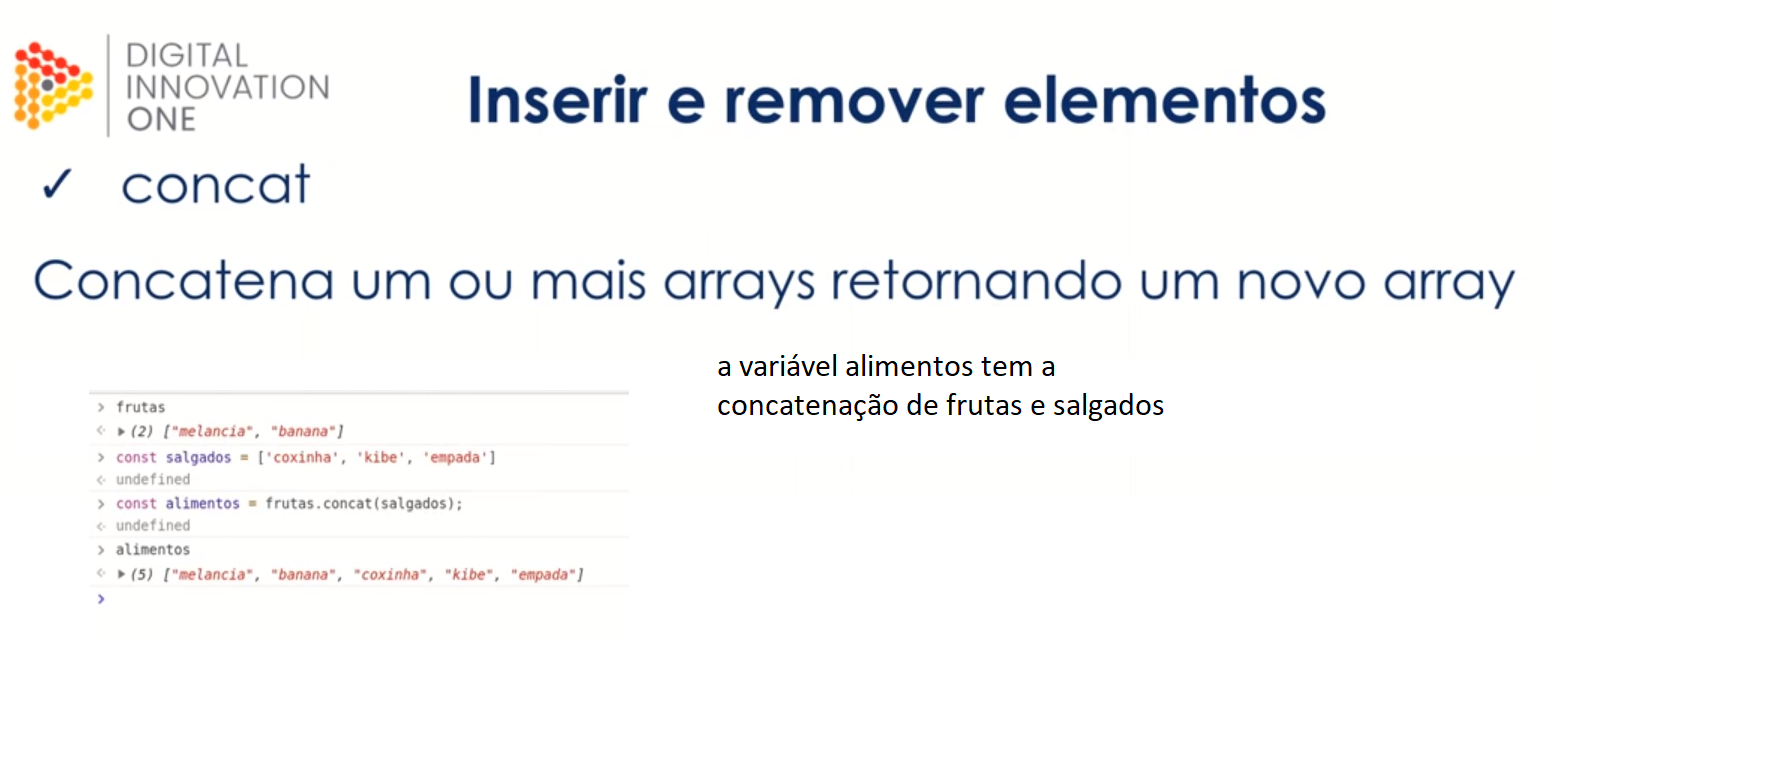 DIGITAL
INNOVATION
ONE
Inserir e remover elementos
✓ concat
Concatena um ou mais arrays retornando um novo array
a variável alimentos tem a
concatenação de frutas e salgados
> frutas
<· ▶(2) ["melancia", "banana"]
> const salgados = ['coxinha', 'kibe', 'empada']
<· undefined
> const alimentos = frutas.concat(salgados);
<· undefined
> alimentos
<· ▶(5) ["melancia", "banana", "coxinha", "kibe", "empada"]
>